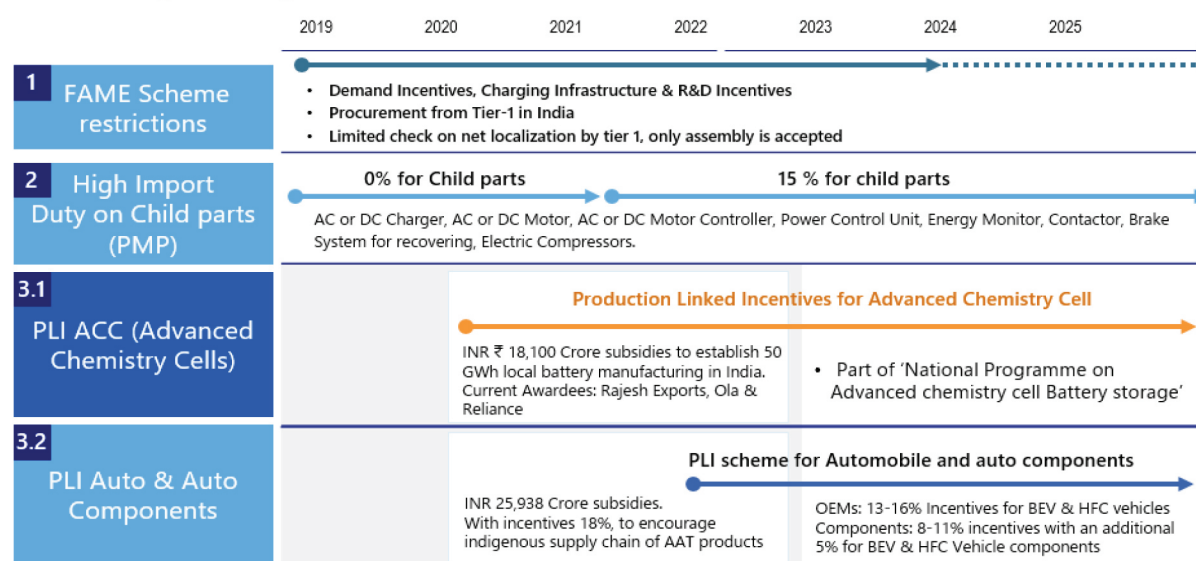 2019 2020 2021 2022 2023 2024 2025
1
FAME Scheme
restrictions
• Demand Incentives, Charging Infrastructure & R&D Incentives
• Procurement from Tier-1 in India
• Limited check on net localization by tier 1, only assembly is accepted
2
High Import
Duty on Child parts
(PMP)
0% for Child parts
15 % for child parts
AC or DC Charger, AC or DC Motor, AC or DC Motor Controller, Power Control Unit, Energy Monitor, Contactor, Brake
System for recovering, Electric Compressors.
3.1
PLI ACC (Advanced
Chemistry Cells)
Production Linked Incentives for Advanced Chemistry Cell
INR ₹ 18,100 Crore subsidies to establish 50
GWh local battery manufacturing in India.
Current Awardees: Rajesh Exports, Ola &
Reliance
• Part of ‘National Programme on
Advanced chemistry cell Battery storage’
3.2
PLI Auto & Auto
Components
PLI scheme for Automobile and auto components
INR 25,938 Crore subsidies.
With incentives 18%, to encourage
indigenous supply chain of AAT products
OEMs: 13-16% Incentives for BEV & HFC vehicles
Components: 8-11% incentives with an additional
5% for BEV & HFC Vehicle components